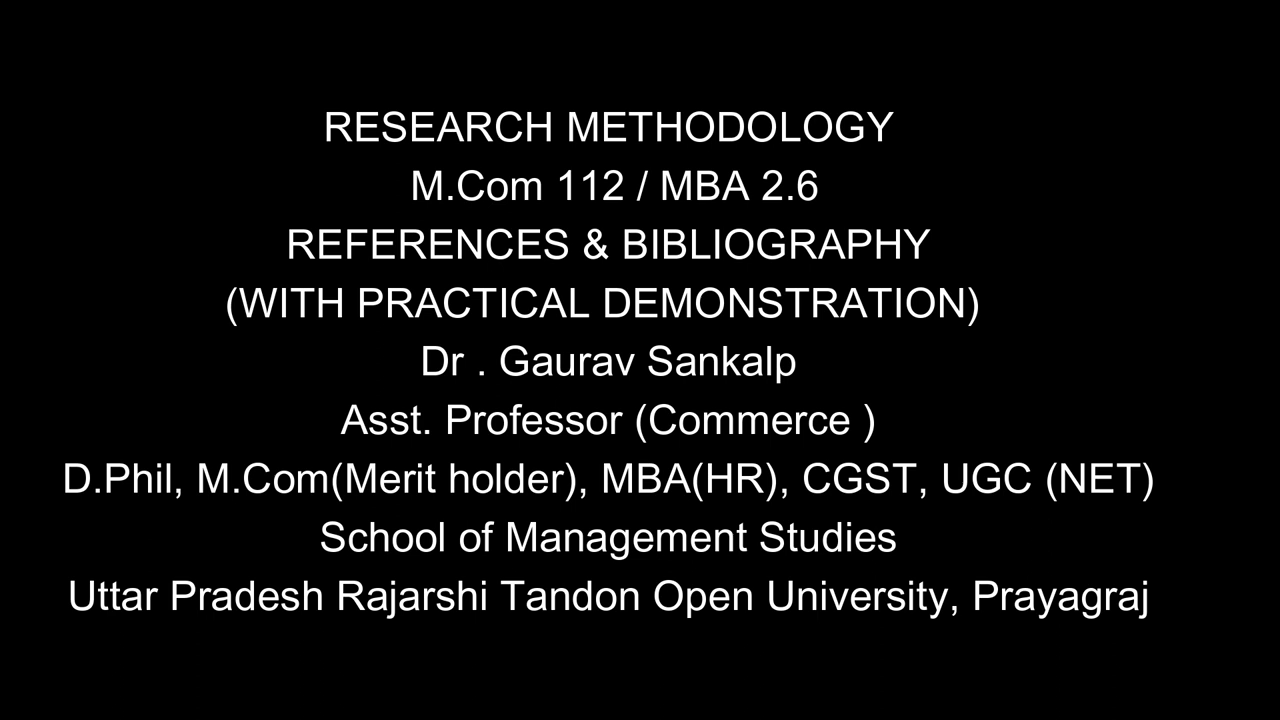 RESEARCH METHODOLOGY
M.Com 112 / MBA 2.6
REFERENCES & BIBLIOGRAPHY
(WITH PRACTICAL DEMONSTRATION)
Dr . Gaurav Sankalp
Asst. Professor (Commerce )
D.Phil, M.Com(Merit holder), MBA(HR), CGST, UGC (NET)
School of Management Studies
Uttar Pradesh Rajarshi Tandon Open University, Prayagraj